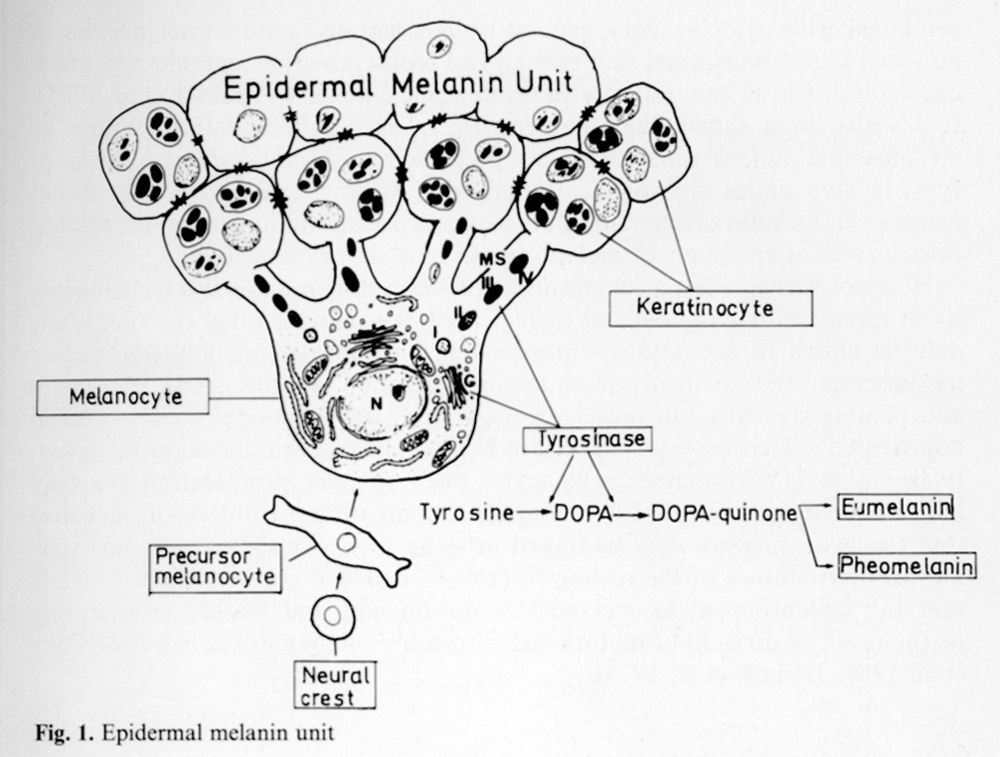 Epidermal Melanin Unit
MS
IV
III
II
I
G
N
Keratinocyte
Melanocyte
Tyrosinase
Tyrosine → DOPA → DOPA-quinone
Eumelanin
Pheomelanin
Precursor
melanocyte
Neural
crest
Fig. 1. Epidermal melanin unit